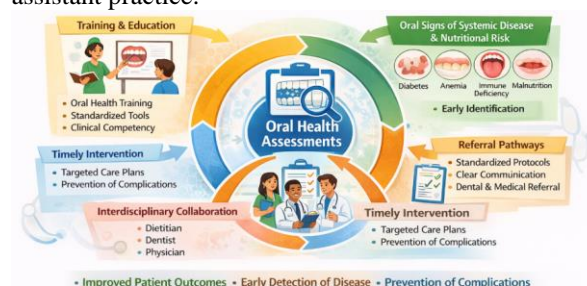 assistant practice.
Training & Education
• Oral Health Training
• Standardized Tools
• Clinical Competency
Oral Signs of Systemic Disease
& Nutritional Risk
Diabetes
Anemia
Immune
Deficiency
Malnutrition
• Early Identification
Oral Health
Assessments
Timely Intervention
• Targeted Care Plans
• Prevention of Complications
Referral Pathways
• Standardized Protocols
• Clear Communication
• Dental & Medical Referral
Interdisciplinary Collaboration
• Dietitian
• Dentist
• Physician
Timely Intervention
• Targeted Care Plans
• Prevention of Complications
• Improved Patient Outcomes • Early Detection of Disease • Prevention of Complications